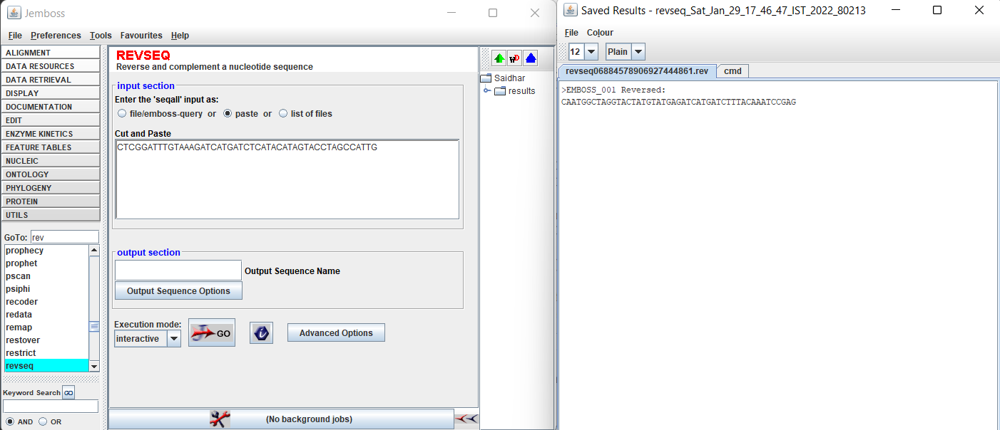 Jemboss
File Preferences Tools Favourites Help
ALIGNMENT
DATA RESOURCES
DATA RETRIEVAL
DISPLAY
DOCUMENTATION
EDIT
ENZYME KINETICS
FEATURE TABLES
NUCLEIC
ONTOLOGY
PHYLOGENY
PROTEIN
UTILS
GoTo: rev
prophecy
prophet
pscan
psiphi
recoder
redata
remap
restover
restrict
revseq
Keyword Search GO
AND OR
REVSEQ
Reverse and complement a nucleotide sequence
input section
Enter the 'seqall' input as:
file/emboss-query or paste or list of files
Cut and Paste
CTCGGATTTGTAAAGATCATGATCTCATACATAGTACCTAGCCATTG
output section
Output Sequence Name
Output Sequence Options
Execution mode:
interactive
GO
i
Advanced Options
(No background jobs)
Saidhar
results
Saved Results - revseq_Sat_Jan_29_17_46_47_IST_2022_80213
File Colour
12 Plain
revseq06884578906927444861.rev cmd
>EMBOSS_001 Reversed:
CAATGGCTAGGTACTATGTATGAGATCATGATCTTTACAAATCCGAG